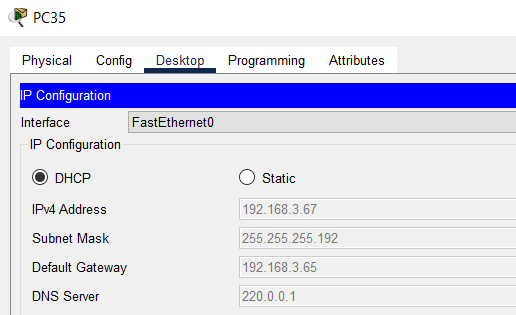 PC35
Physical Config Desktop Programming Attributes
IP Configuration
Interface FastEthernet0
IP Configuration
DHCP Static
IPv4 Address 192.168.3.67
Subnet Mask 255.255.255.192
Default Gateway 192.168.3.65
DNS Server 220.0.0.1